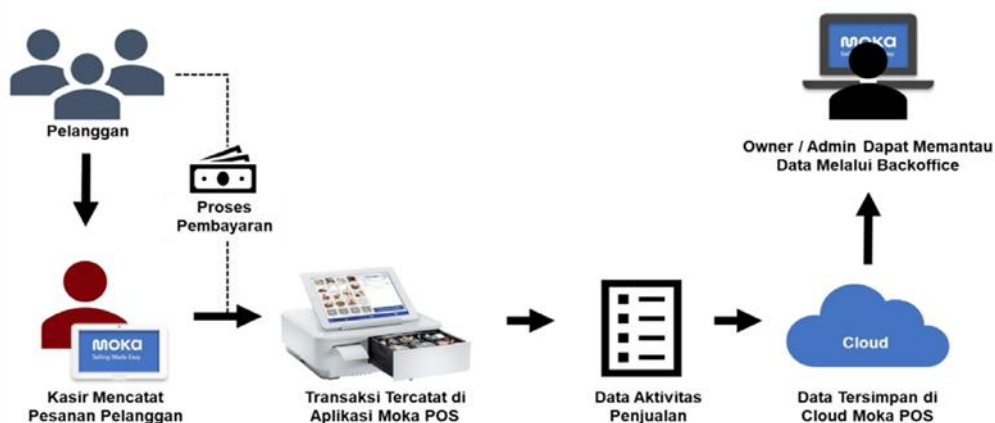 Pelanggan
Proses
Pembayaran
MOKA
Selling Made Easy
Kasir Mencatat
Pesanan Pelanggan
Transaksi Tercatat di
Aplikasi Moka POS
Data Aktivitas
Penjualan
Cloud
Data Tersimpan di
Cloud Moka POS
MOKA
Owner / Admin Dapat Memantau
Data Melalui Backoffice